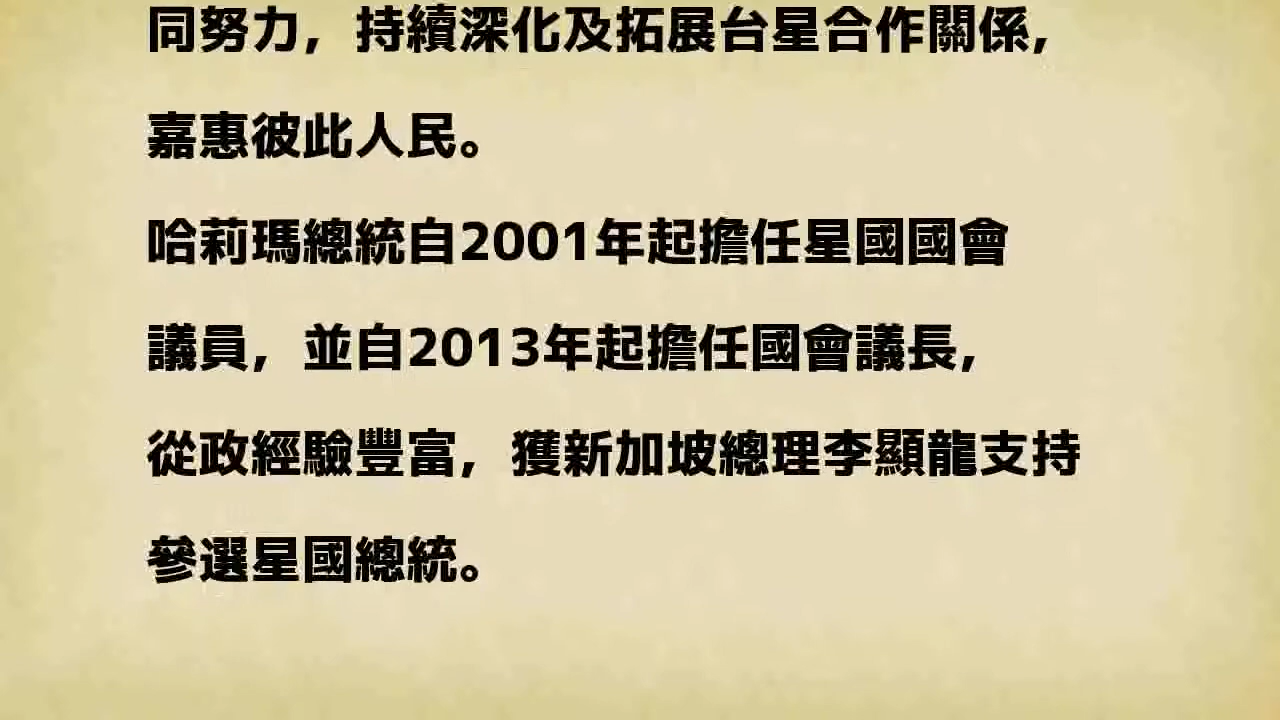 同努力，持續深化及拓展台星合作關係，
嘉惠彼此人民。
哈莉瑪總統自2001年起擔任星國國會
議員，並自2013年起擔任國會議長，
從政經驗豐富，獲新加坡總理李顯龍支持
參選星國總統。